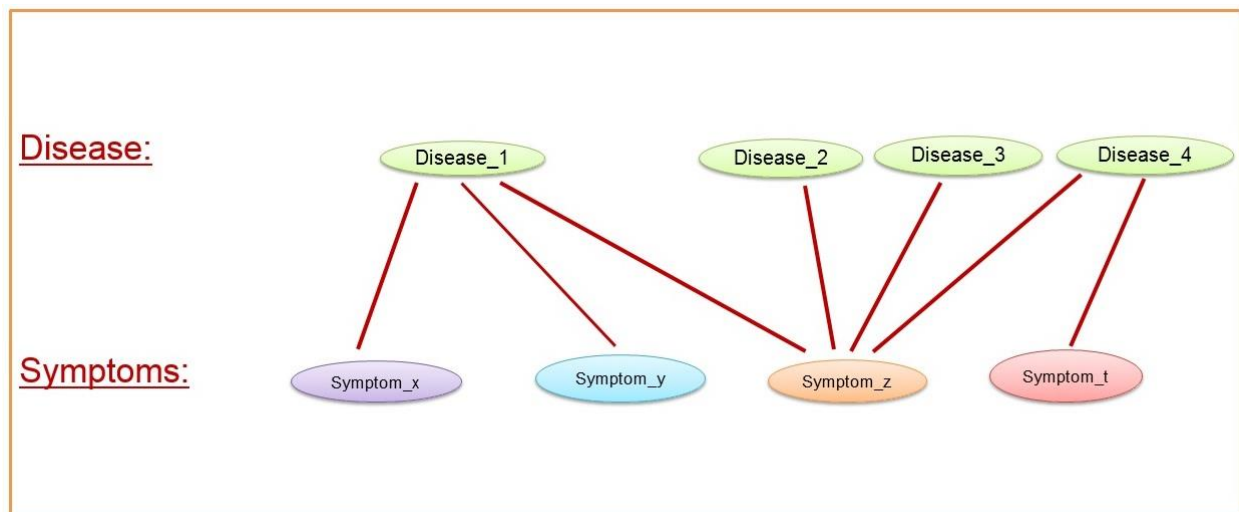 Disease:
Disease_1
Disease_2
Disease_3
Disease_4
Symptoms:
Symptom_x
Symptom_y
Symptom_z
Symptom_t